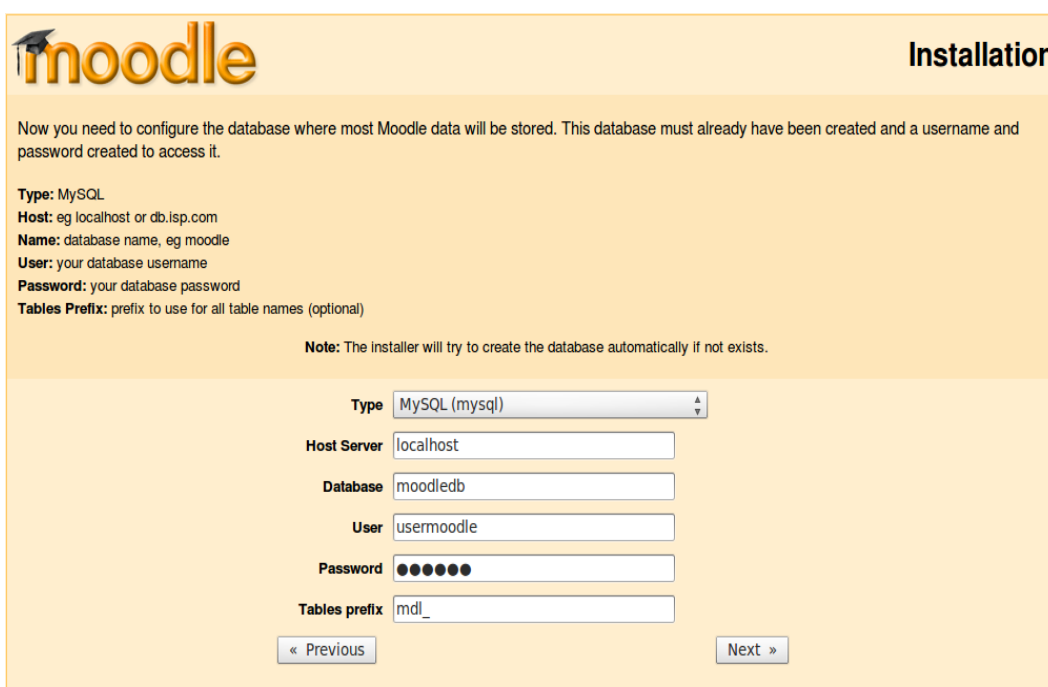 moodle
Installation
Now you need to configure the database where most Moodle data will be stored. This database must already have been created and a username and
password created to access it.
Type: MySQL
Host: eg localhost or db.isp.com
Name: database name, eg moodle
User: your database username
Password: your database password
Tables Prefix: prefix to use for all table names (optional)
Note: The installer will try to create the database automatically if not exists.
Type MySQL (mysql)
Host Server localhost
Database moodledb
User usermoodle
Password ●●●●●●
Tables prefix mdl_
« Previous Next »